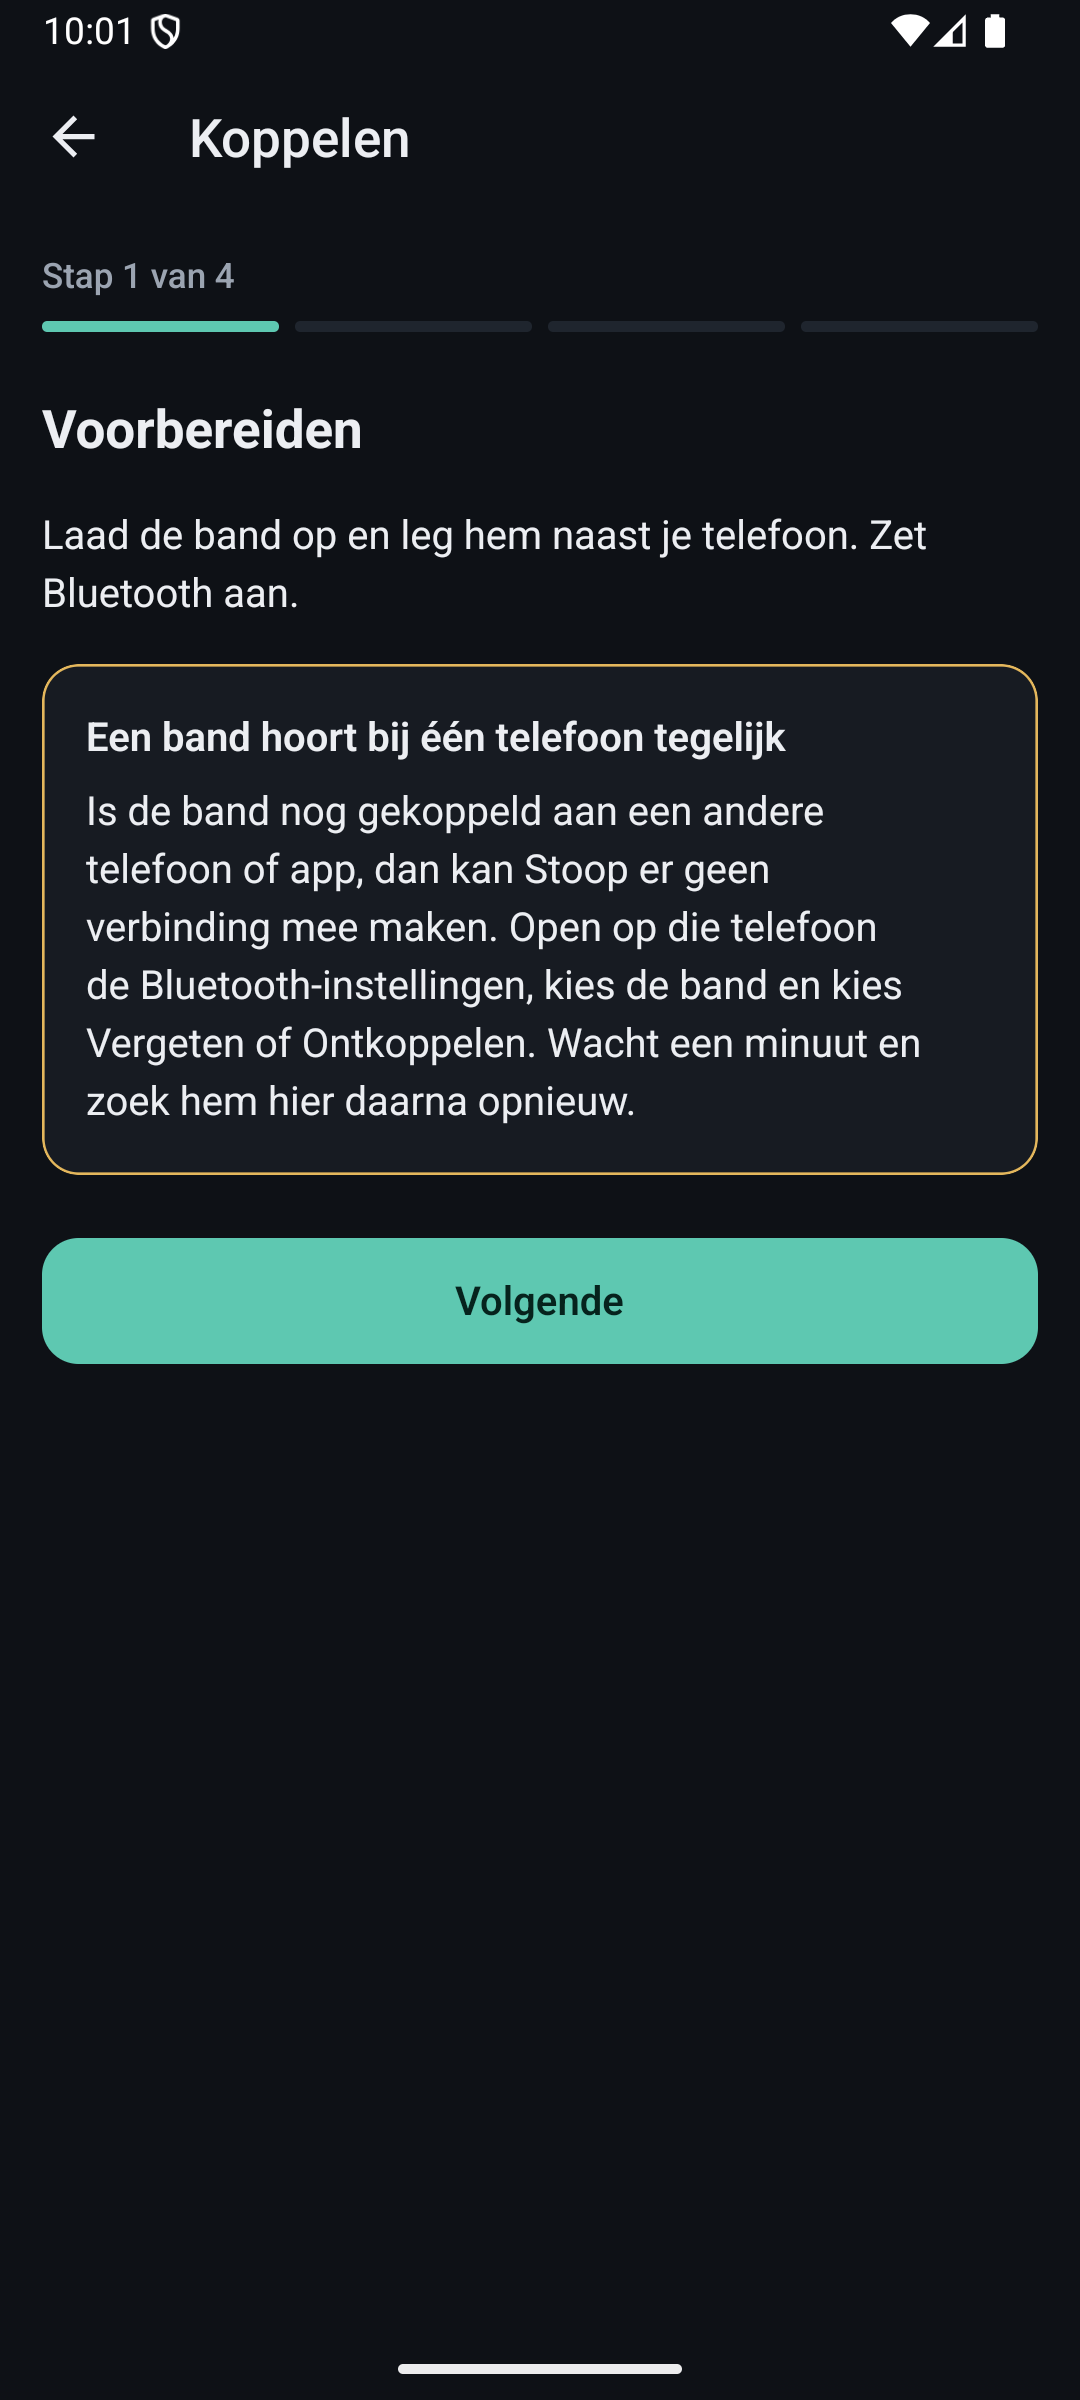 10:01
Koppelen
Stap 1 van 4
Voorbereiden
Laad de band op en leg hem naast je telefoon. Zet
Bluetooth aan.
Een band hoort bij één telefoon tegelijk
Is de band nog gekoppeld aan een andere
telefoon of app, dan kan Stoop er geen
verbinding mee maken. Open op die telefoon
de Bluetooth-instellingen, kies de band en kies
Vergeten of Ontkoppelen. Wacht een minuut en
zoek hem hier daarna opnieuw.
Volgende